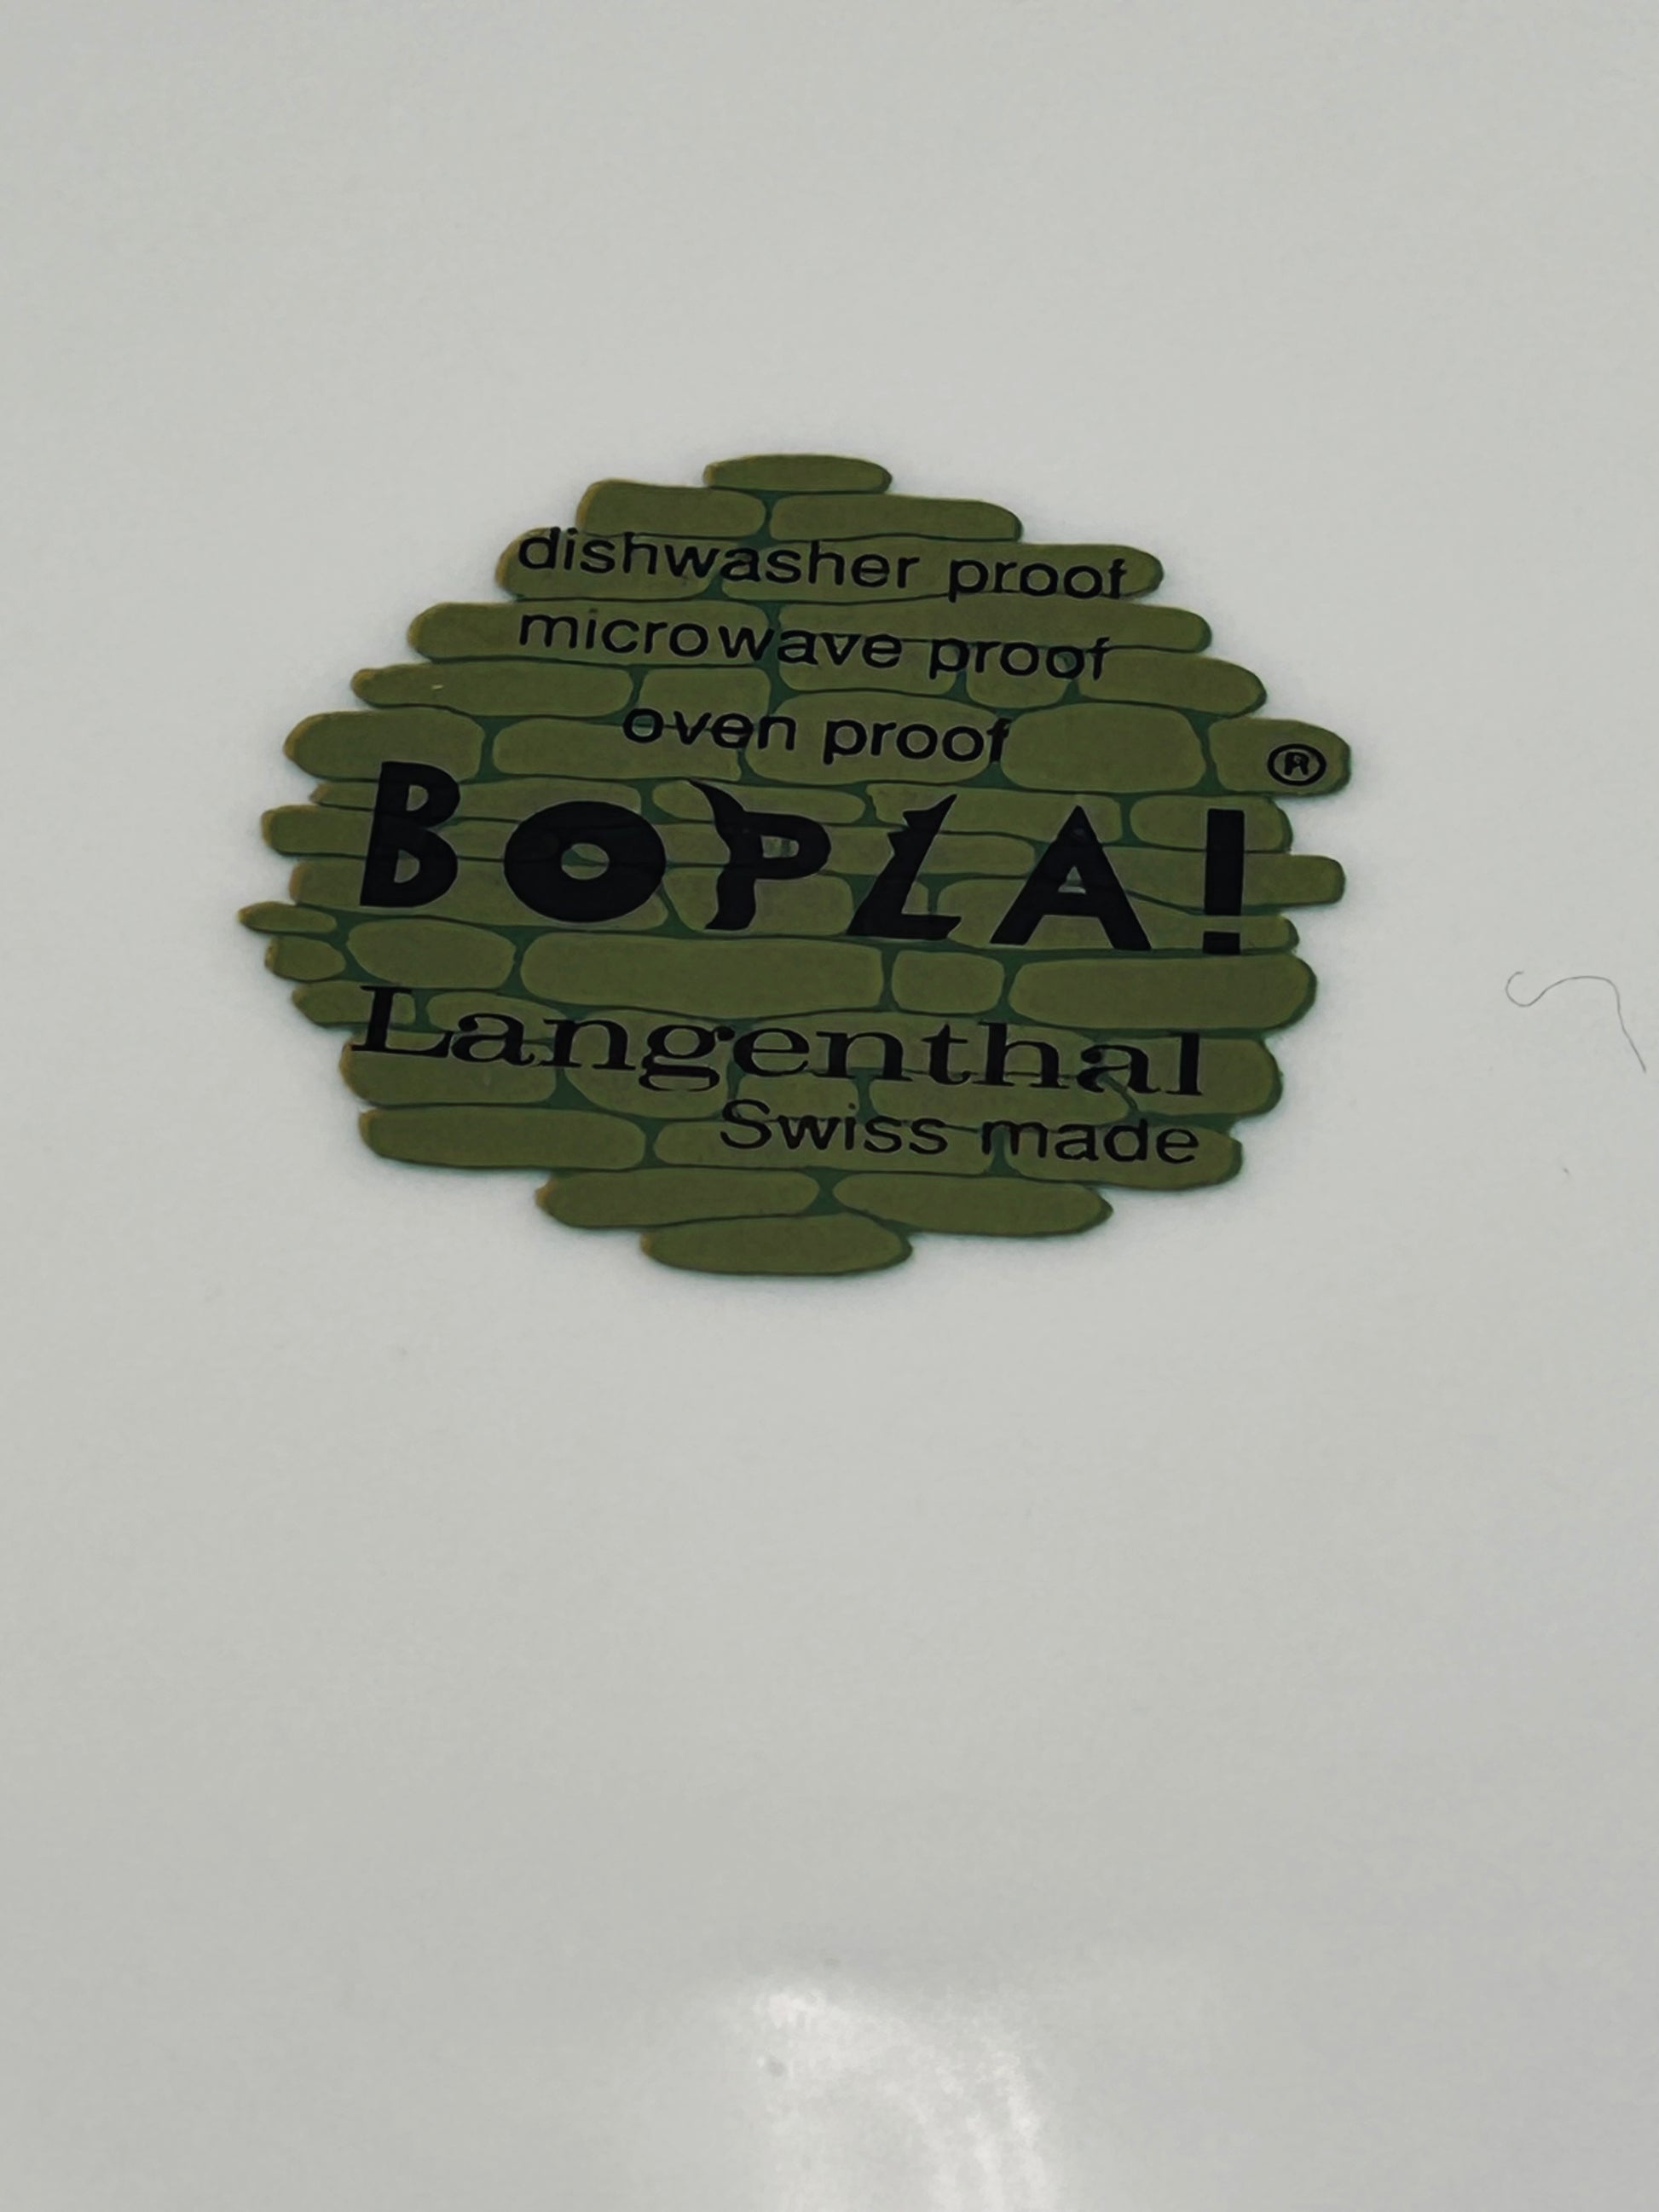 dishwasher proof
microwave proof
oven proof
®
BOPLA!
Langenthal
Swiss made